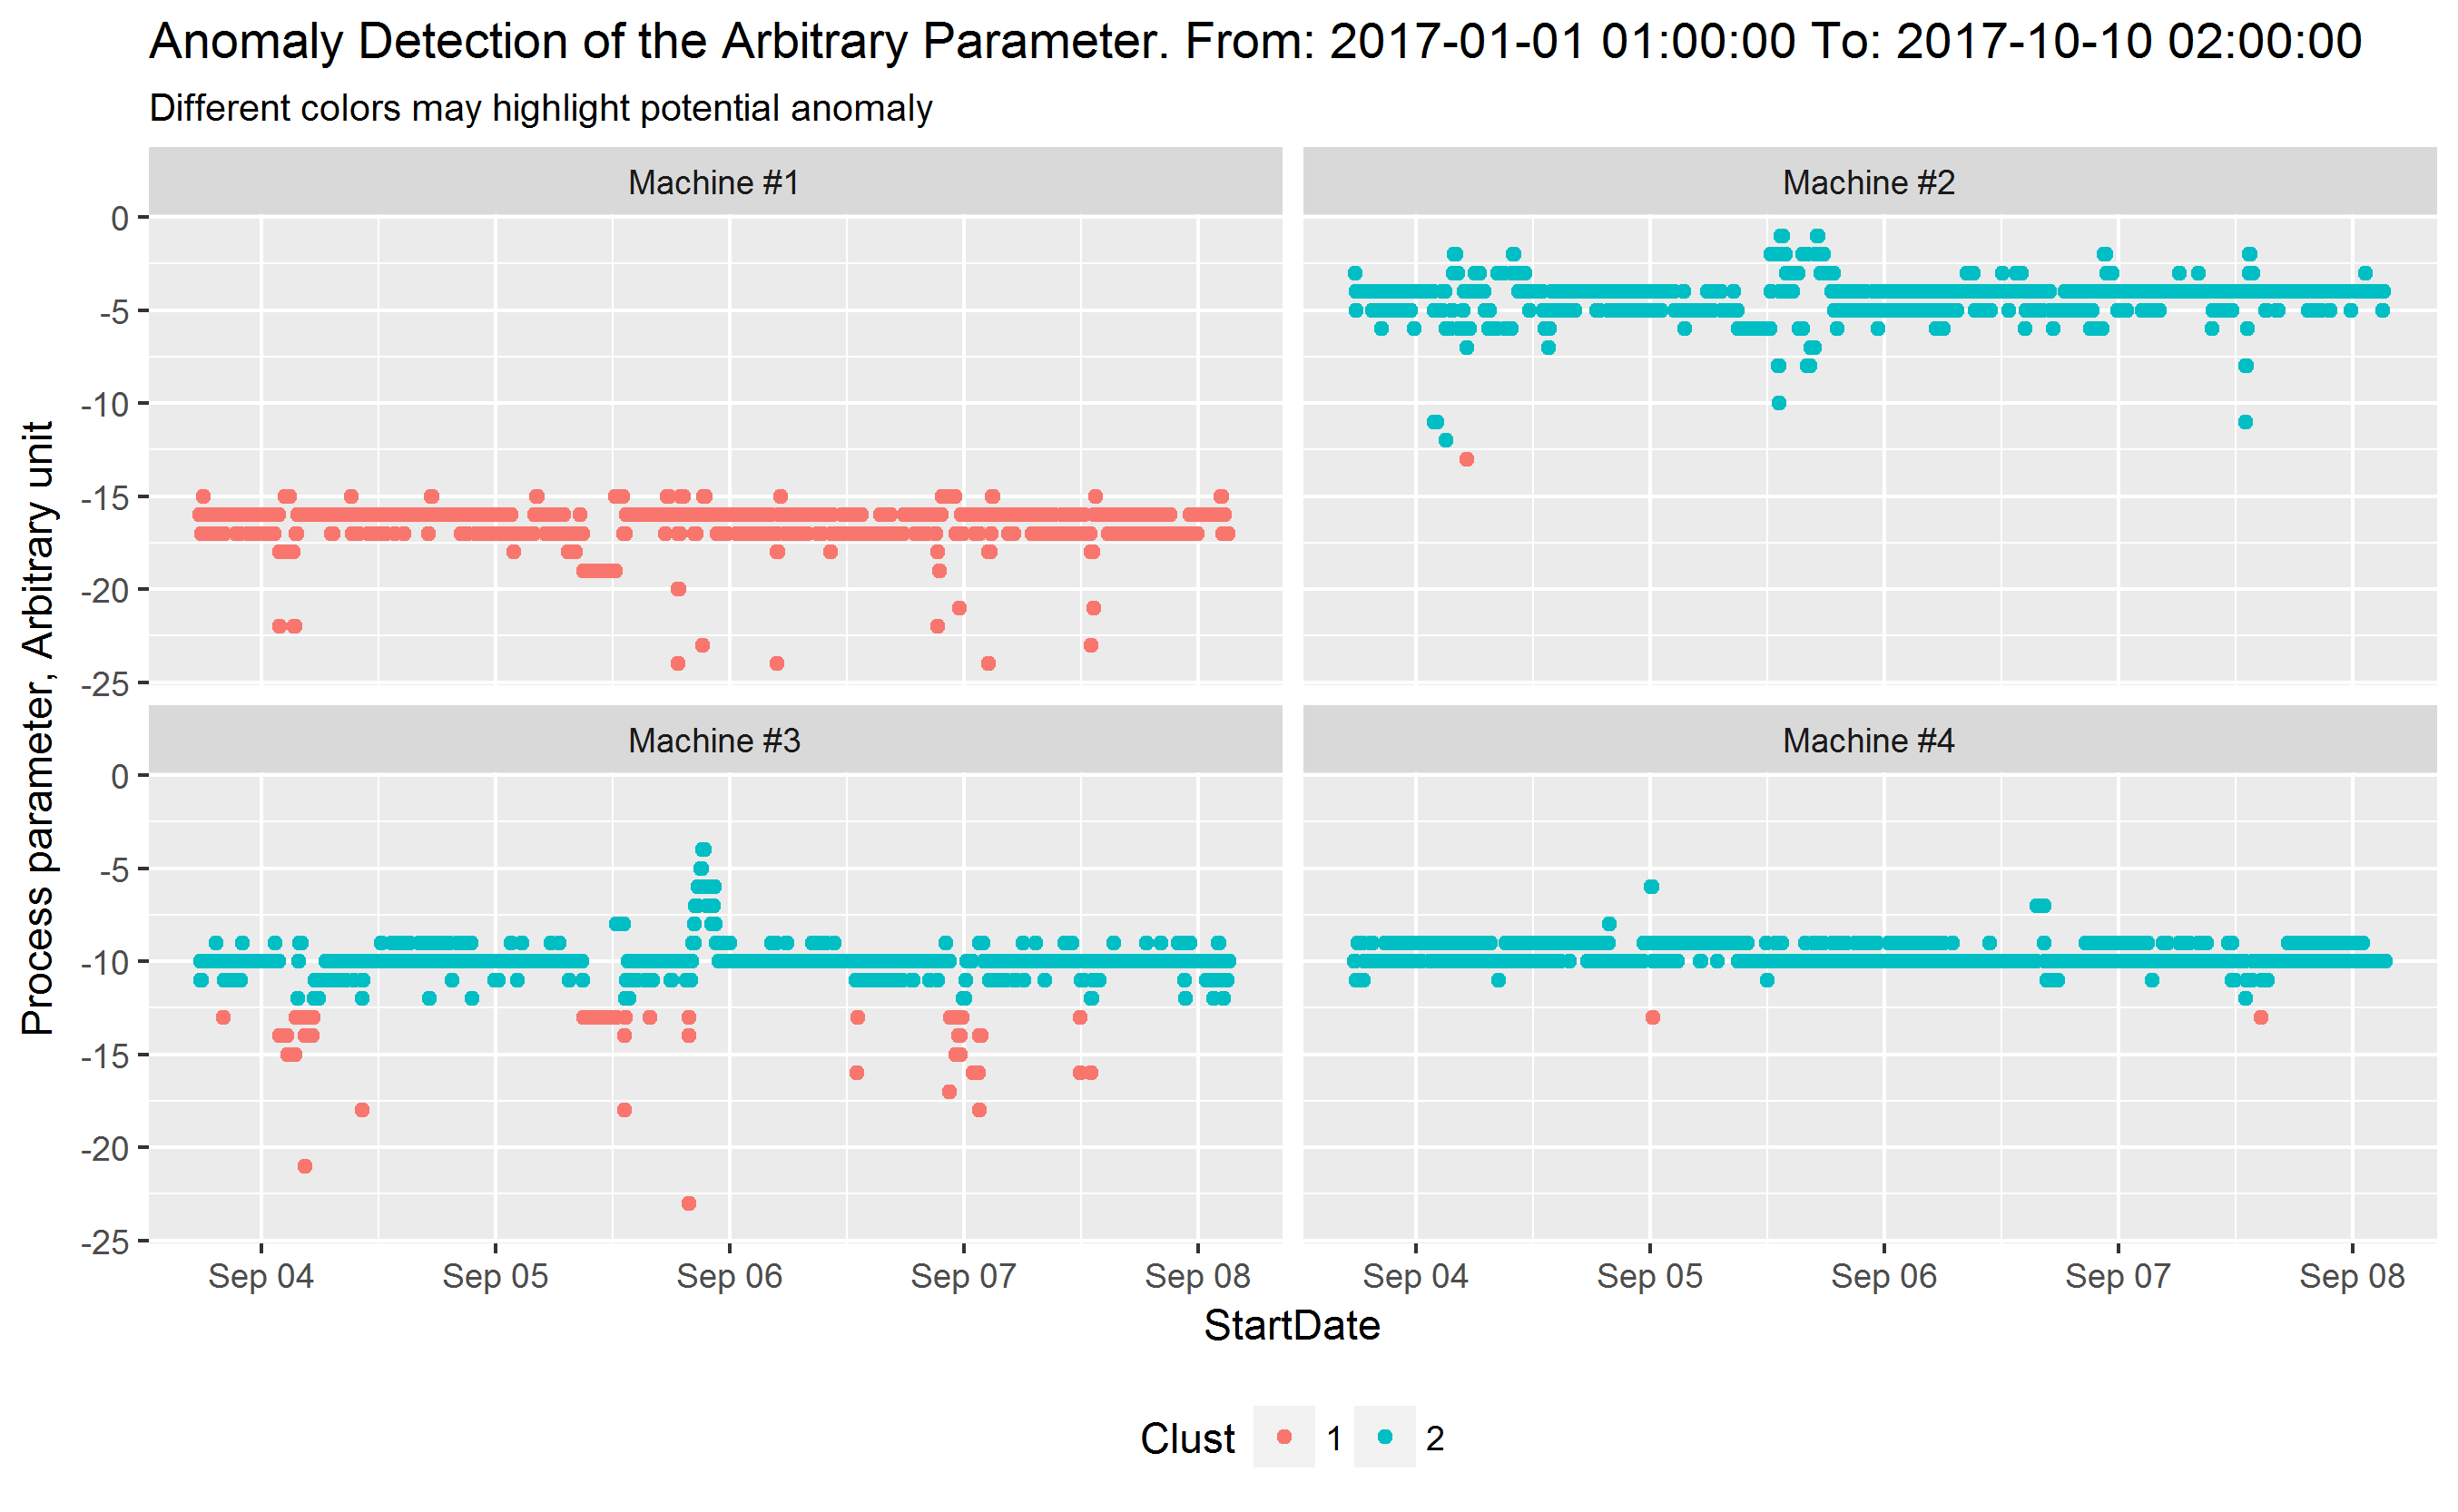 Anomaly Detection of the Arbitrary Parameter. From: 2017-01-01 01:00:00 To: 2017-10-10 02:00:00
Different colors may highlight potential anomaly
Machine #1
Machine #2
0
-5
-10
-15
-20
-25
Machine #3
Machine #4
0
-5
-10
-15
-20
-25
Process parameter, Arbitrary unit
Sep 04 Sep 05 Sep 06 Sep 07 Sep 08
Sep 04 Sep 05 Sep 06 Sep 07 Sep 08
StartDate
Clust 1 2